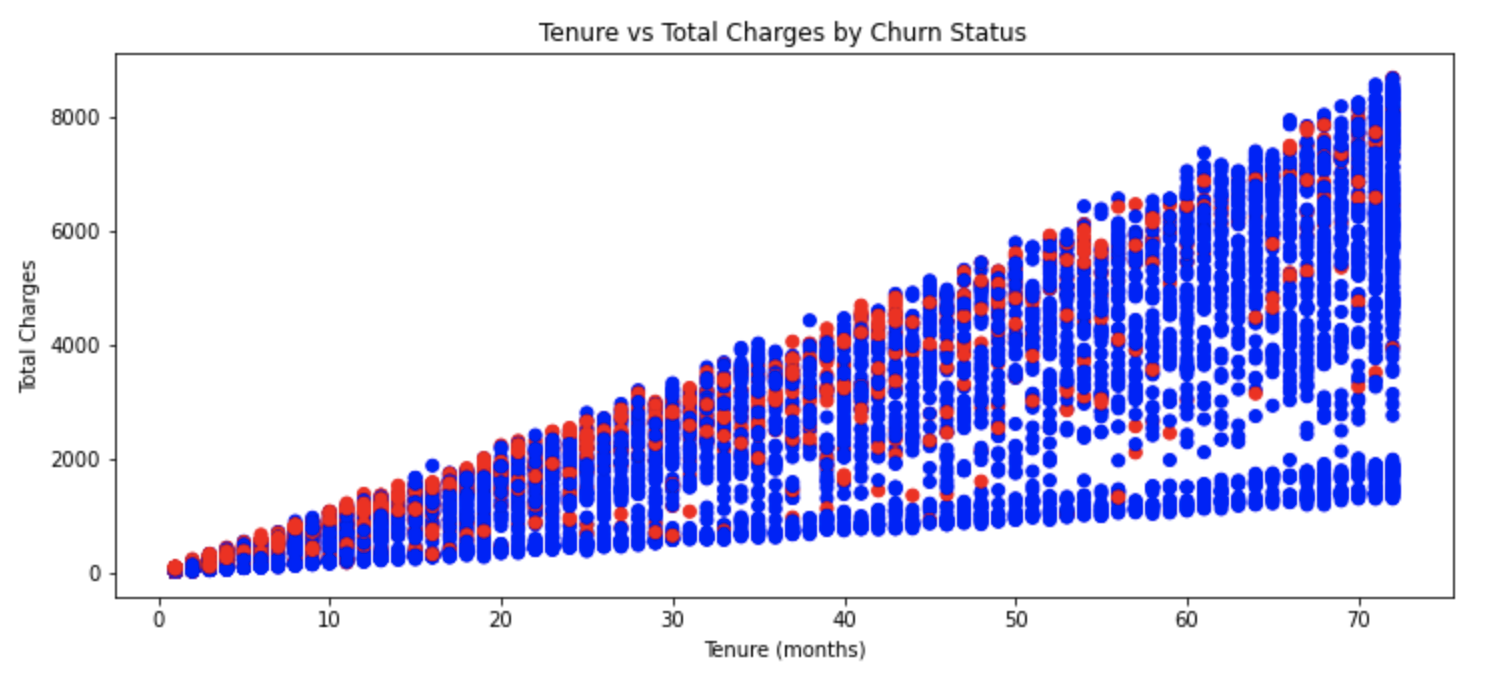 Tenure vs Total Charges by Churn Status
8000
6000
4000
2000
0
Total Charges
0 10 20 30 40 50 60 70
Tenure (months)